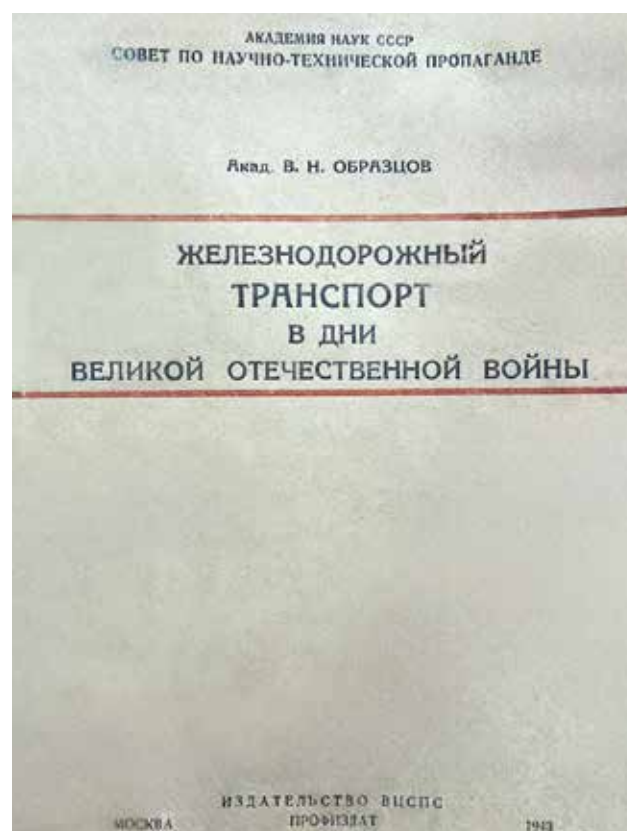 АКАДЕМИЯ НАУК СССР
СОВЕТ ПО НАУЧНО-ТЕХНИЧЕСКОЙ ПРОПАГАНДЕ
Акад. В. Н. ОБРАЗЦОВ
ЖЕЛЕЗНОДОРОЖНЫЙ
ТРАНСПОРТ
В ДНИ
ВЕЛИКОЙ ОТЕЧЕСТВЕННОЙ ВОЙНЫ
ИЗДАТЕЛЬСТВО ВЦСПС
МОСКВА ПРОФИЗДАТ 1943